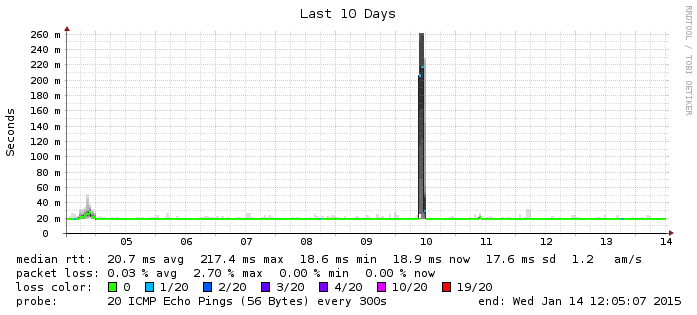 Last 10 Days
RRDTOOL / TOBI OETIKER
Seconds
260 m
240 m
220 m
200 m
180 m
160 m
140 m
120 m
100 m
80 m
60 m
40 m
20 m
0
05 06 07 08 09 10 11 12 13 14
median rtt: 20.7 ms avg 217.4 ms max 18.6 ms min 18.9 ms now 17.6 ms sd 1.2 am/s
packet loss: 0.03 % avg 2.70 % max 0.00 % min 0.00 % now
loss color: 0 1/20 2/20 3/20 4/20 10/20 19/20
probe: 20 ICMP Echo Pings (56 Bytes) every 300s end: Wed Jan 14 12:05:07 2015